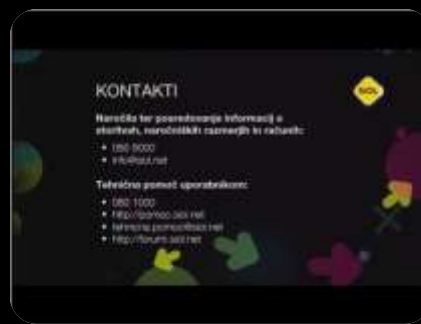 KONTAKTI
SiOL
Naročila ter posredovanje informacij o
storitvah, naročniških razmerjih in računih:
080 8000
info@siol.net
Tehnična pomoč uporabnikom:
080 1000
http://pomoc.siol.net
tehnicna.pomoc@siol.net
http://forum.siol.net